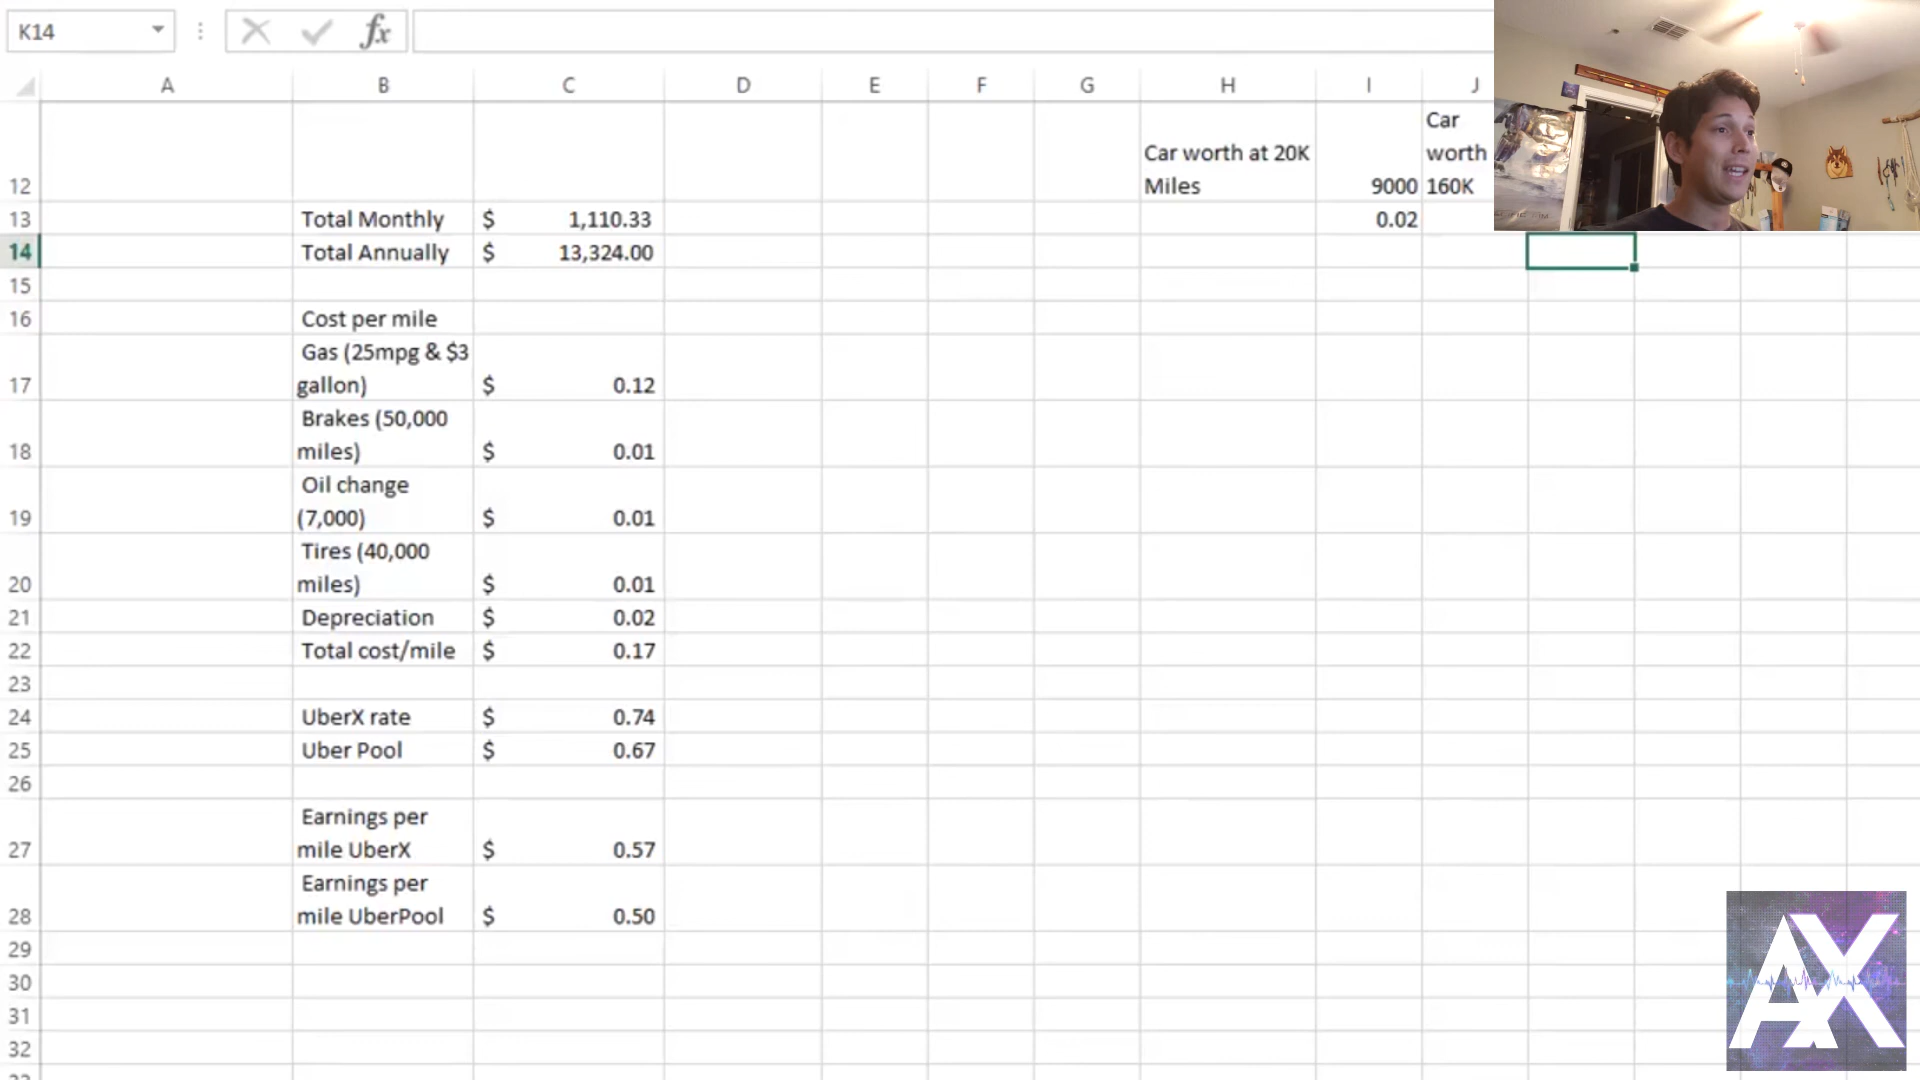 K14
fx
A B C D E F G H I J
12 Car worth at 20K Miles 9000 Car worth 160K
13 Total Monthly $ 1,110.33 0.02
14 Total Annually $ 13,324.00
15
16 Cost per mile
17 Gas (25mpg & $3 gallon) $ 0.12
18 Brakes (50,000 miles) $ 0.01
19 Oil change (7,000) $ 0.01
20 Tires (40,000 miles) $ 0.01
21 Depreciation $ 0.02
22 Total cost/mile $ 0.17
23
24 UberX rate $ 0.74
25 Uber Pool $ 0.67
26
27 Earnings per mile UberX $ 0.57
28 Earnings per mile UberPool $ 0.50
29
30
31
32
AX